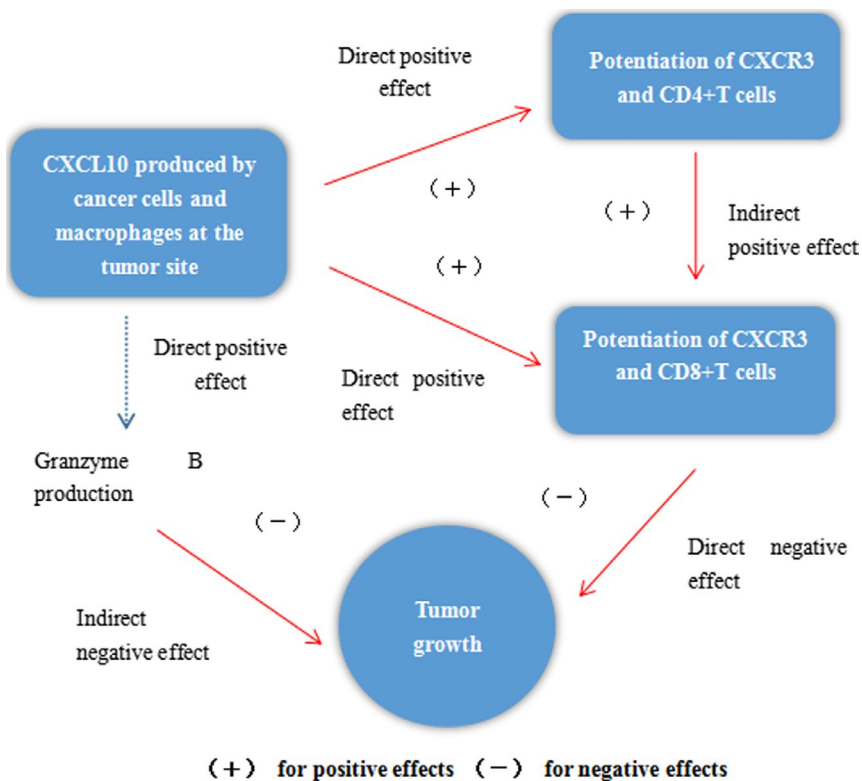 Direct positive
effect
Potentiation of CXCR3
and CD4+T cells
CXCL10 produced by
cancer cells and
macrophages at the
tumor site
(+)
(+)
Indirect
positive effect
(+)
Direct positive
effect
Direct positive
effect
Potentiation of CXCR3
and CD8+T cells
Granzyme B
production
(−)
(−)
Direct negative
effect
Tumor
growth
Indirect
negative effect
(+) for positive effects (−) for negative effects